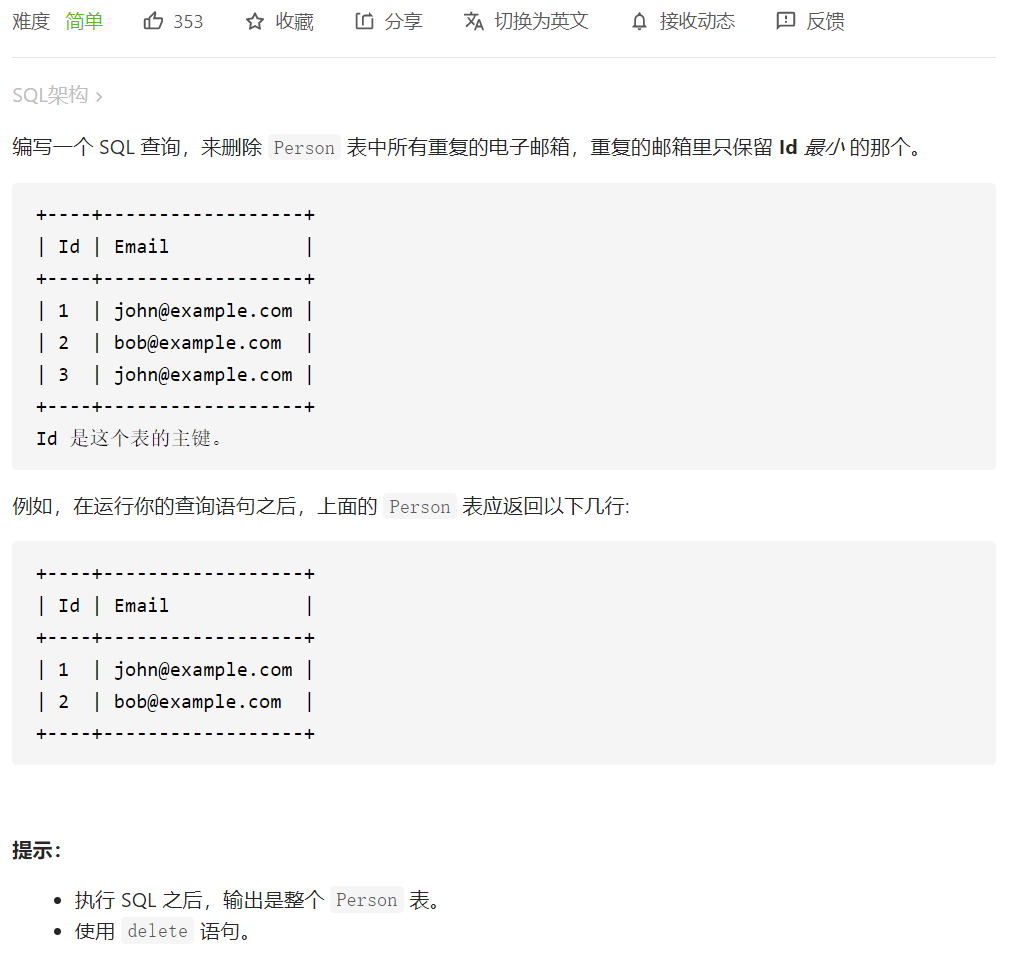 难度 简单 353 收藏 分享 切换为英文 接收动态 反馈
SQL架构 >
编写一个 SQL 查询，来删除 Person 表中所有重复的电子邮箱，重复的邮箱里只保留 Id 最小 的那个。
+----+------------------+
| Id | Email            |
+----+------------------+
| 1  | john@example.com |
| 2  | bob@example.com  |
| 3  | john@example.com |
+----+------------------+
Id 是这个表的主键。
例如，在运行你的查询语句之后，上面的 Person 表应返回以下几行:
+----+------------------+
| Id | Email            |
+----+------------------+
| 1  | john@example.com |
| 2  | bob@example.com  |
+----+------------------+
提示：
• 执行 SQL 之后，输出是整个 Person 表。
• 使用 delete 语句。